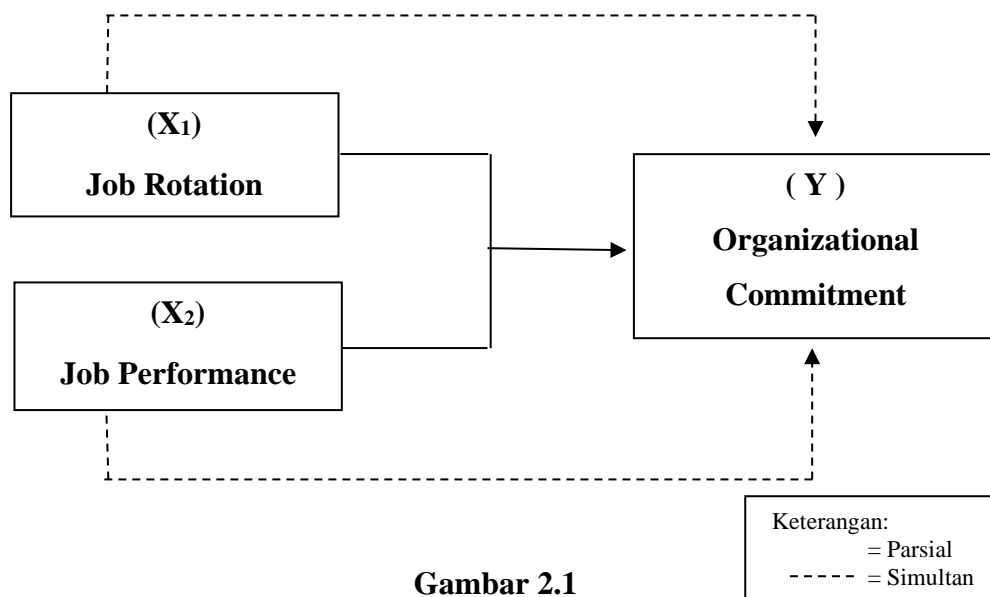 (X1)
Job Rotation
(X2)
Job Performance
( Y )
Organizational
Commitment
Keterangan:
= Parsial
= Simultan
Gambar 2.1